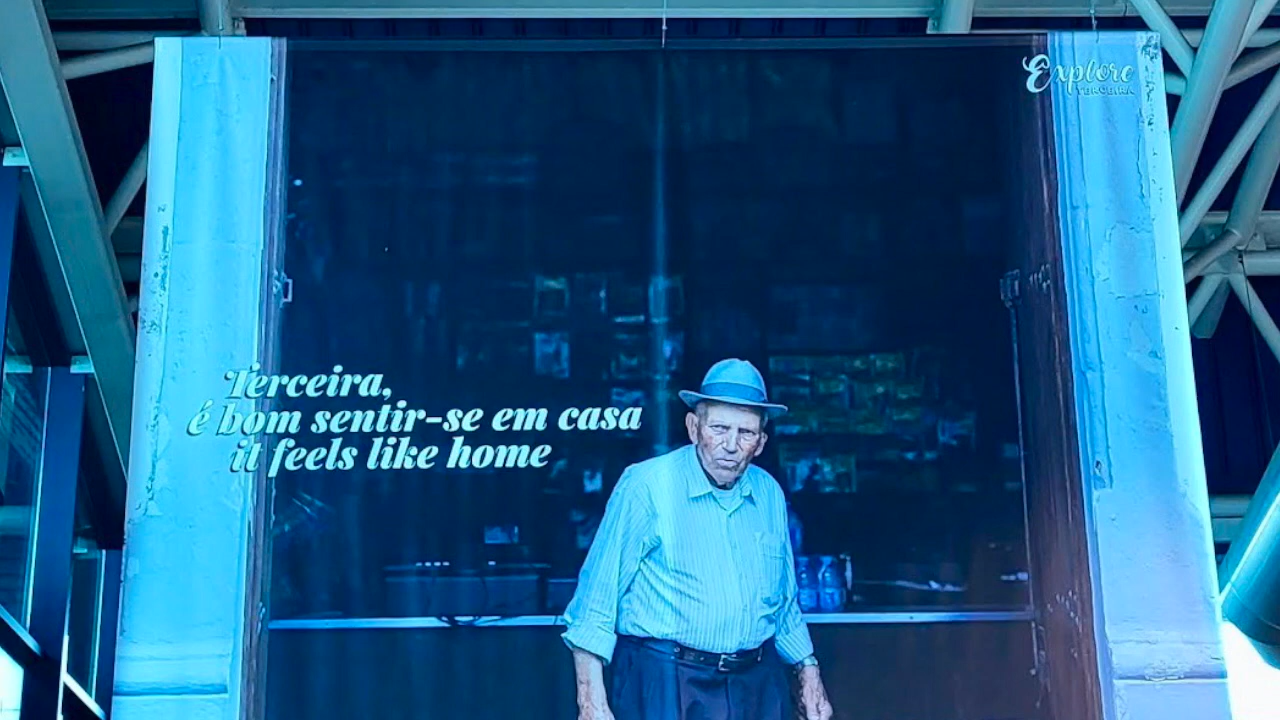 Explore
TERCEIRA
Terceira,
é bom sentir-se em casa
it feels like home